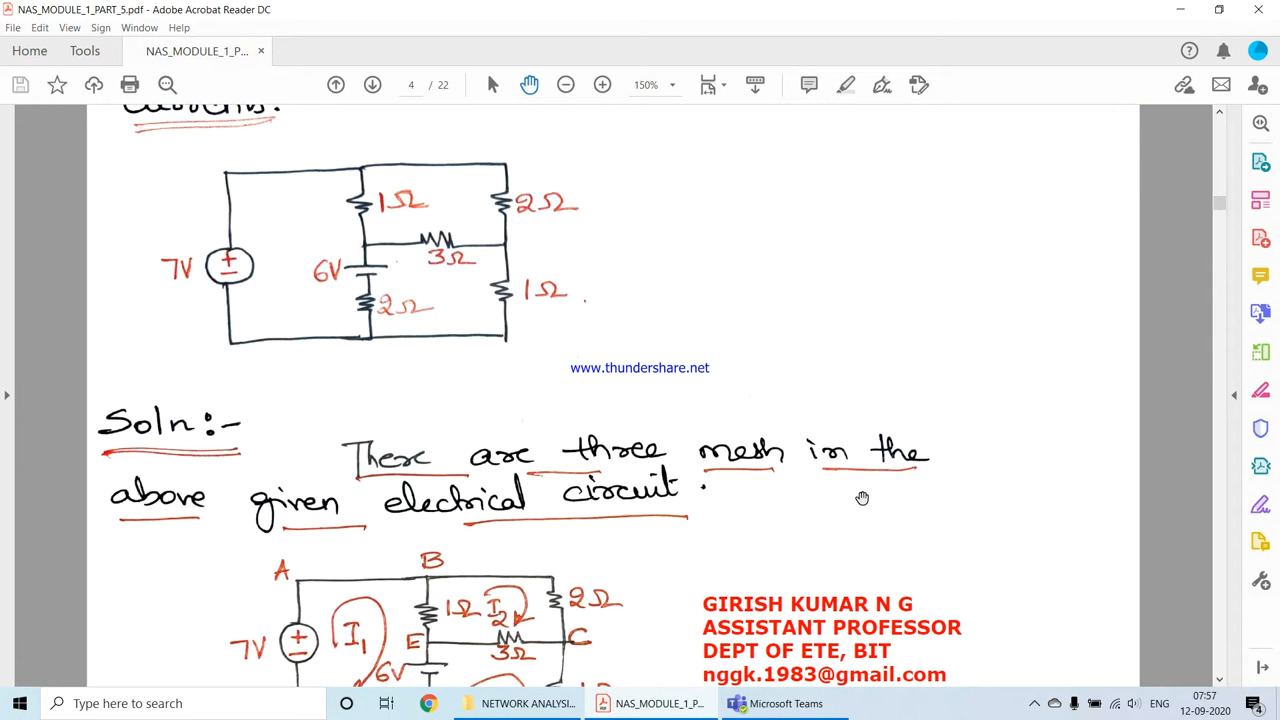 NAS_MODULE_1_PART_5.pdf - Adobe Acrobat Reader DC
File Edit View Sign Window Help
Home Tools NAS_MODULE_1_P... ×
4 / 22 150%
1Ω 2Ω
7V + − 6V 3Ω
2Ω 1Ω
www.thundershare.net
Soln:-
There are three mesh in the
above given electrical circuit.
A B
1Ω I2 2Ω
7V + − I1 E 3Ω C
6V
GIRISH KUMAR N G
ASSISTANT PROFESSOR
DEPT OF ETE, BIT
nggk.1983@gmail.com
Type here to search NETWORK ANALYSI... NAS_MODULE_1_P... Microsoft Teams
07:57
12-09-2020
4